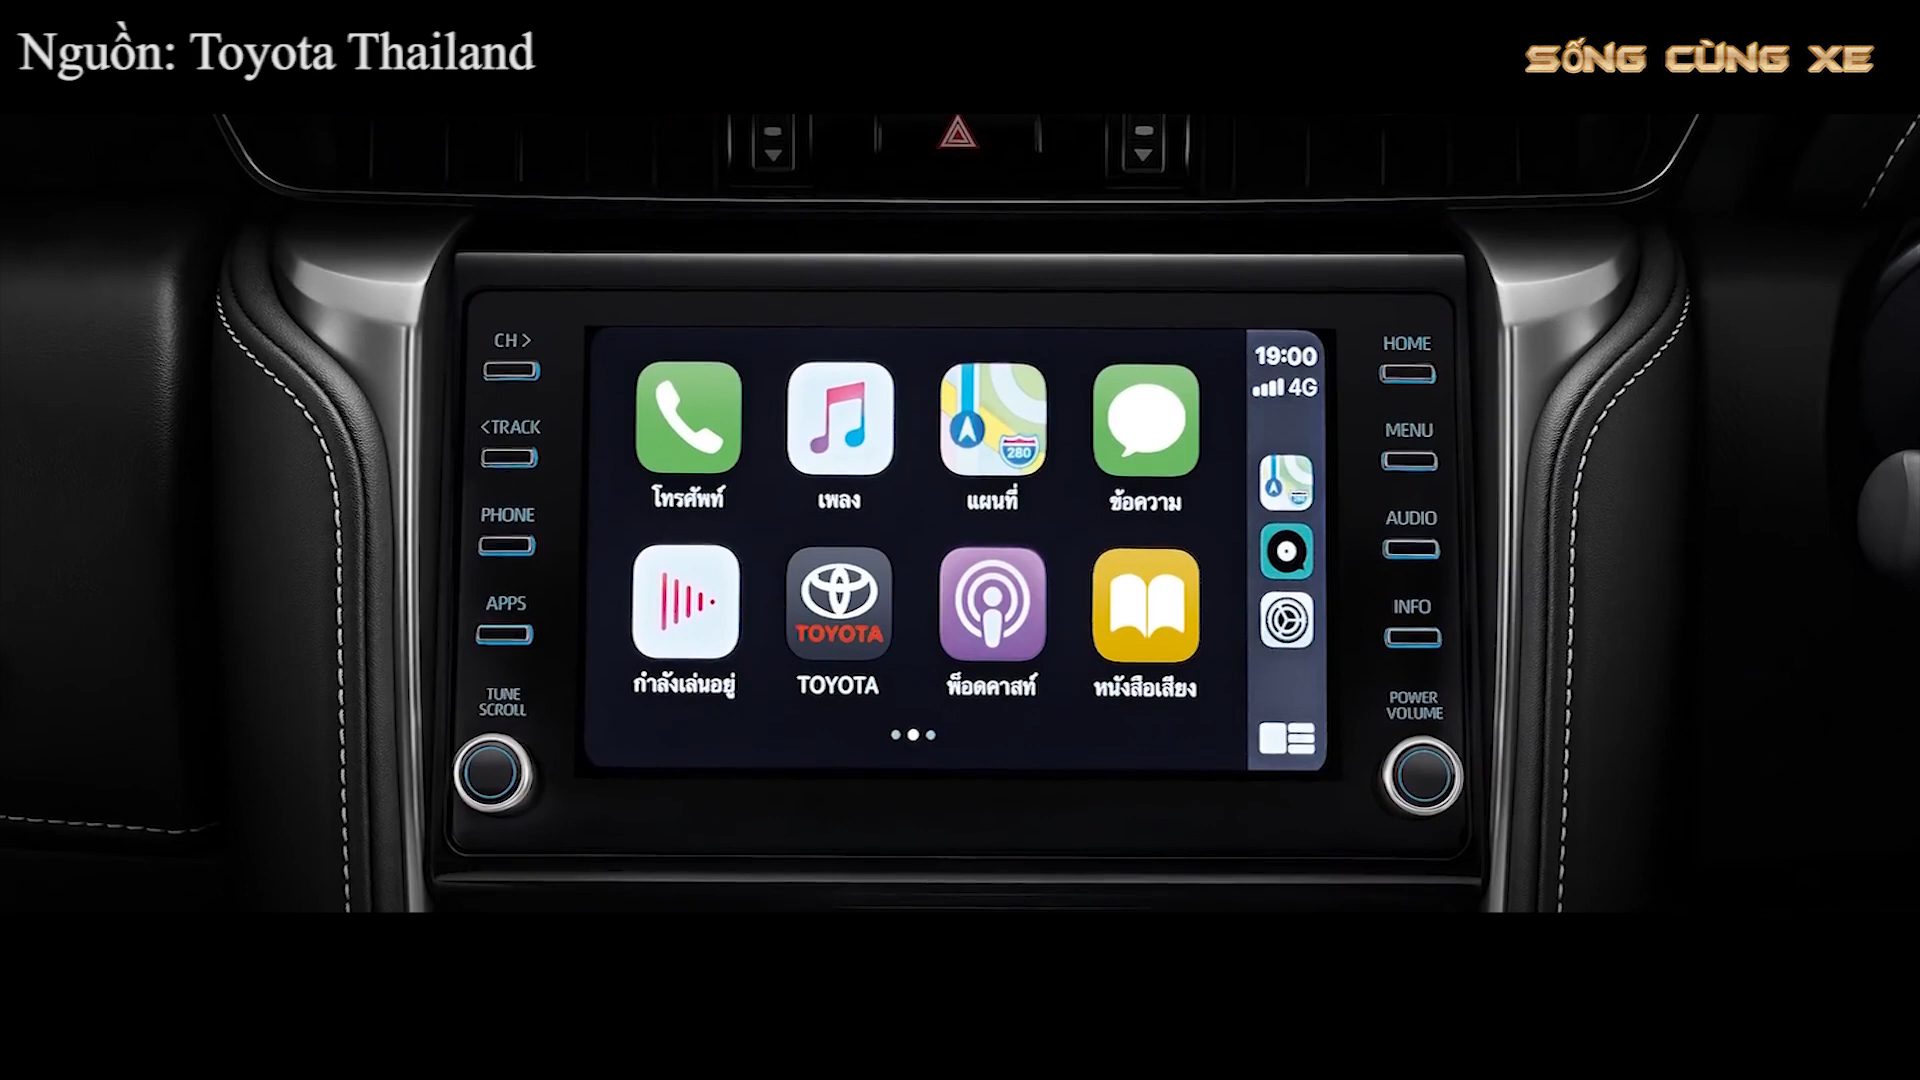 Nguồn: Toyota Thailand
SỐNG CÙNG XE
CH >
<TRACK
PHONE
APPS
TUNE
SCROLL
โทรศัพท์
เพลง
280
แผนที่
ข้อความ
กำลังเล่นอยู่
TOYOTA
TOYOTA
พ็อดคาสท์
หนังสือเสียง
19:00
4G
HOME
MENU
AUDIO
INFO
POWER
VOLUME